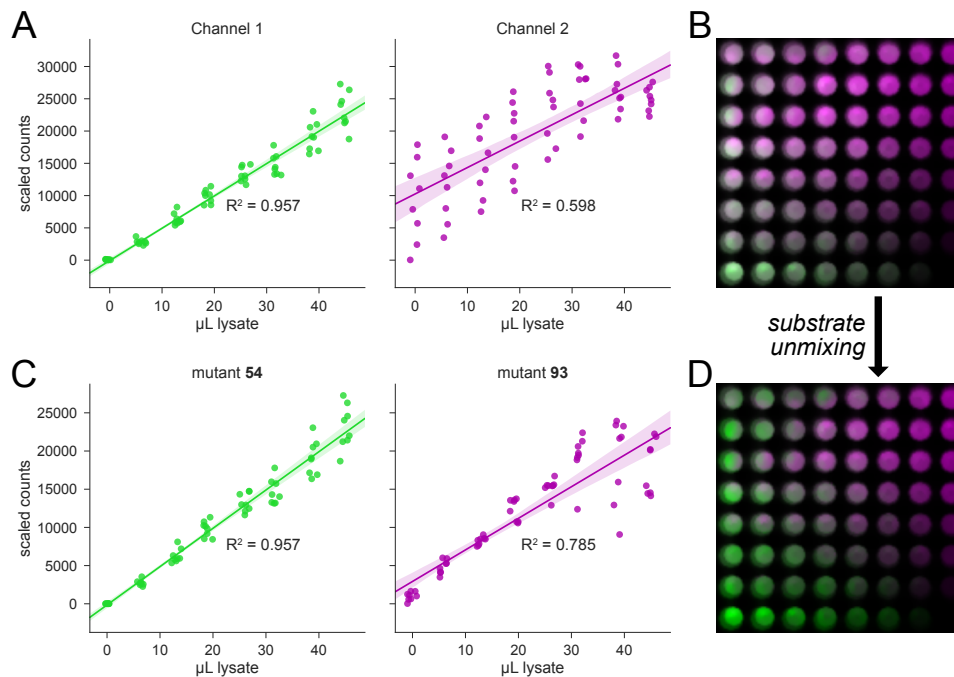 A
Channel 1
Channel 2
B
scaled counts
30000
25000
20000
15000
10000
5000
0
R² = 0.957
R² = 0.598
0 10 20 30 40
0 10 20 30 40
µL lysate
µL lysate
substrate
unmixing
C
mutant 54
mutant 93
D
scaled counts
25000
20000
15000
10000
5000
0
R² = 0.957
R² = 0.785
0 10 20 30 40
0 10 20 30 40
µL lysate
µL lysate